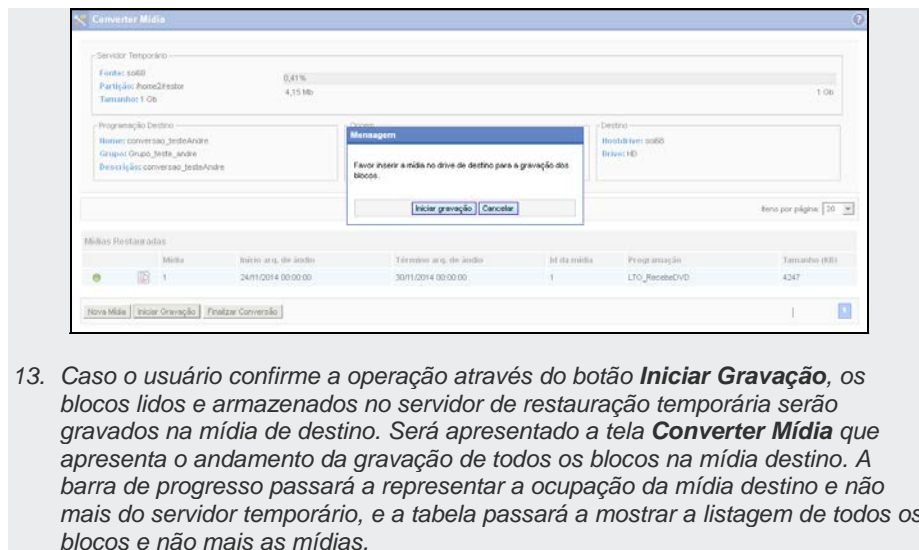 Converter Mídia
Servidor Temporário
Fonte: sol68
Partição: /home2/restor
Tamanho: 1 Gb
0,41%
4,15 Mb
1 Gb
Programação Destino
Nome: conversao_testeAndre
Grupo: Grupo_teste_andre
Descrição: conversao_testeAndre
Origem
Destino
Hostdrive: sol68
Drive: HD
Mensagem
Favor inserir a mídia no drive de destino para a gravação dos
blocos.
Iniciar gravação Cancelar
Itens por página: 20
Mídias Restauradas
Mídia Início arq. de áudio Término arq. de áudio Id da mídia Programação Tamanho (KB)
1 24/11/2014 00:00:00 30/11/2014 00:00:00 1 LTO_RecebeDVD 4247
Nova Mídia Iniciar Gravação Finalizar Conversão
13. Caso o usuário confirme a operação através do botão Iniciar Gravação, os
blocos lidos e armazenados no servidor de restauração temporária serão
gravados na mídia de destino. Será apresentado a tela Converter Mídia que
apresenta o andamento da gravação de todos os blocos na mídia destino. A
barra de progresso passará a representar a ocupação da mídia destino e não
mais do servidor temporário, e a tabela passará a mostrar a listagem de todos os
blocos e não mais as mídias.